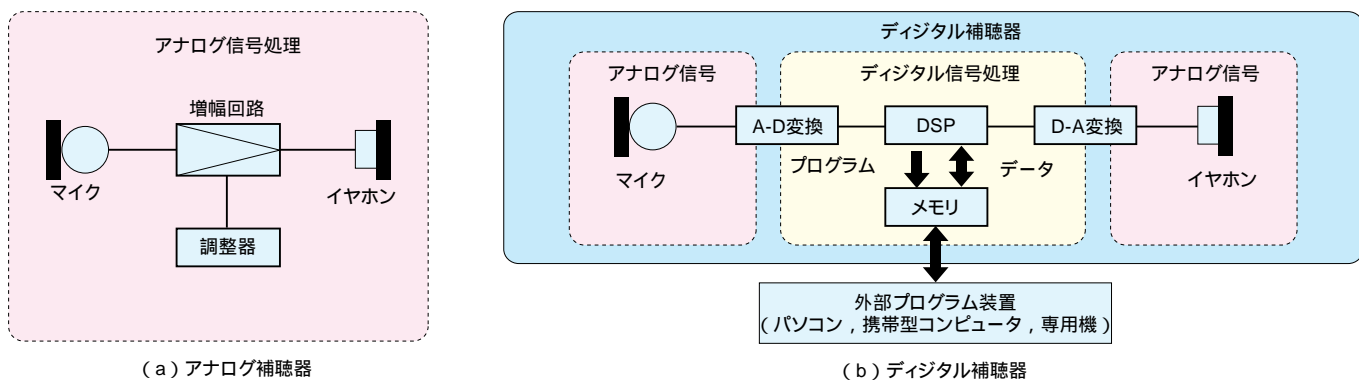 アナログ信号処理
増幅回路
マイク
イヤホン
調整器
(a)アナログ補聴器
ディジタル補聴器
アナログ信号
ディジタル信号処理
アナログ信号
A-D変換
DSP
D-A変換
マイク
プログラム
データ
イヤホン
メモリ
外部プログラム装置
(パソコン,携帯型コンピュータ,専用機)
(b)ディジタル補聴器